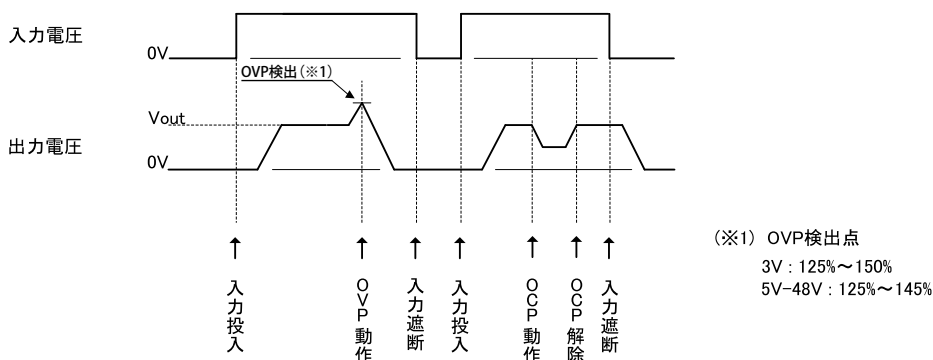 入力電圧
0V
OVP検出(※1)
Vout
出力電圧
0V
入力投入
OVP動作
入力遮断
入力投入
OCP動作
OCP解除
入力遮断
(※1) OVP検出点
3V : 125%～150%
5V-48V : 125%～145%